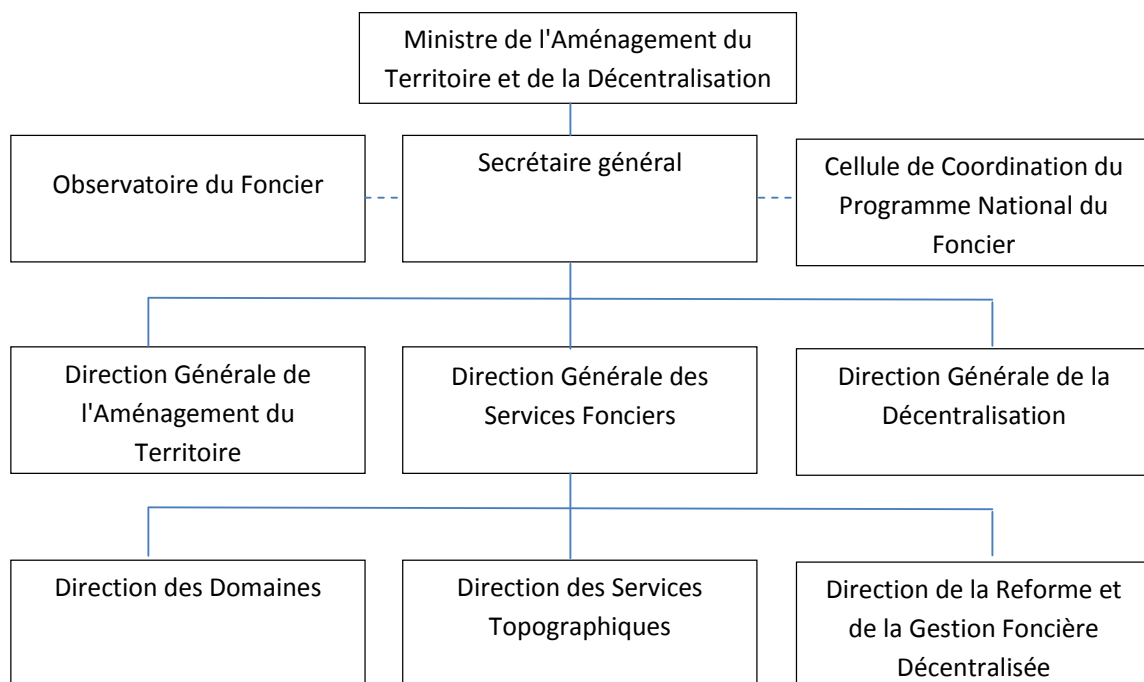 Ministre de l'Aménagement du
Territoire et de la Décentralisation
Observatoire du Foncier
Secrétaire général
Cellule de Coordination du
Programme National du
Foncier
Direction Générale de
l'Aménagement du
Territoire
Direction Générale des
Services Fonciers
Direction Générale de la
Décentralisation
Direction des Domaines
Direction des Services
Topographiques
Direction de la Reforme et
de la Gestion Foncière
Décentralisée